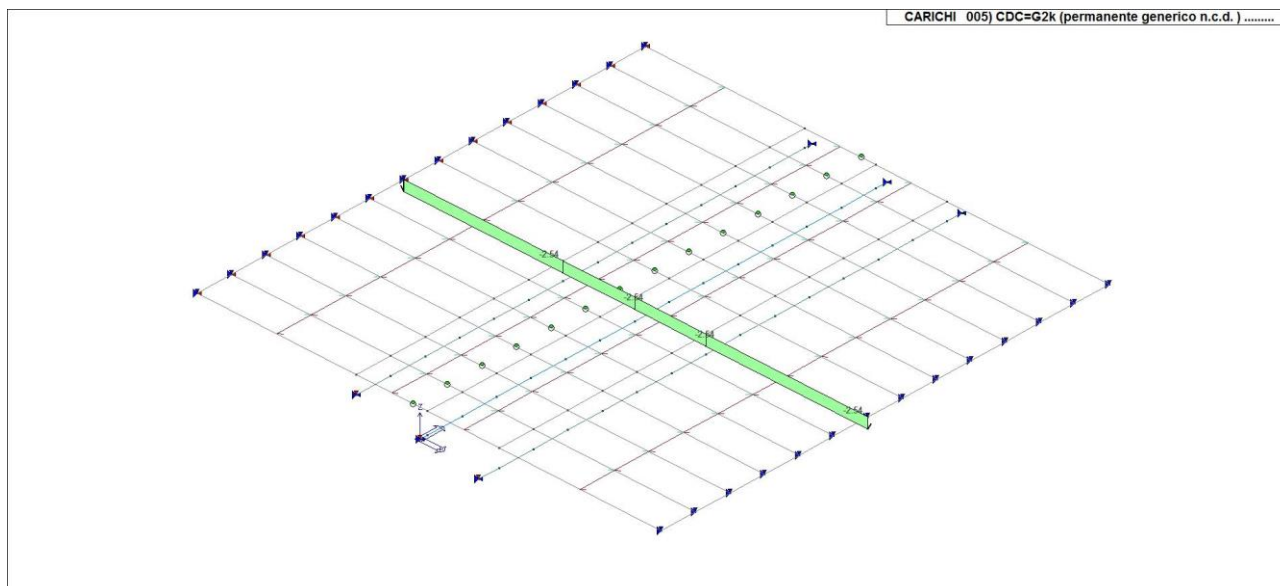 CARICHI 005) CDC=G2k (permanente generico n.c.d. ) .........
-2.54
-2.54
-2.54
-2.54
Z